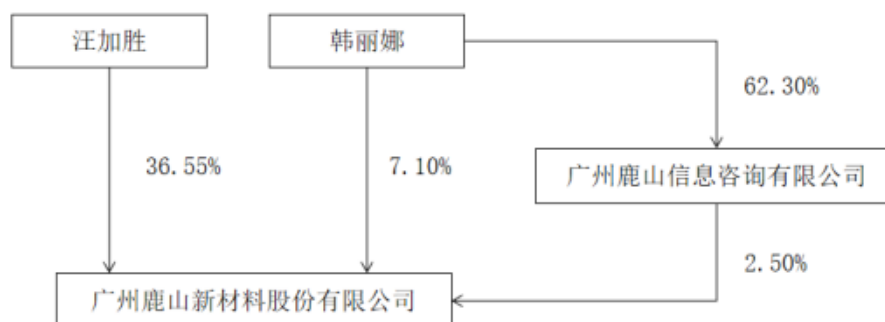 汪加胜
韩丽娜
62.30%
36.55%
7.10%
广州鹿山信息咨询有限公司
2.50%
广州鹿山新材料股份有限公司